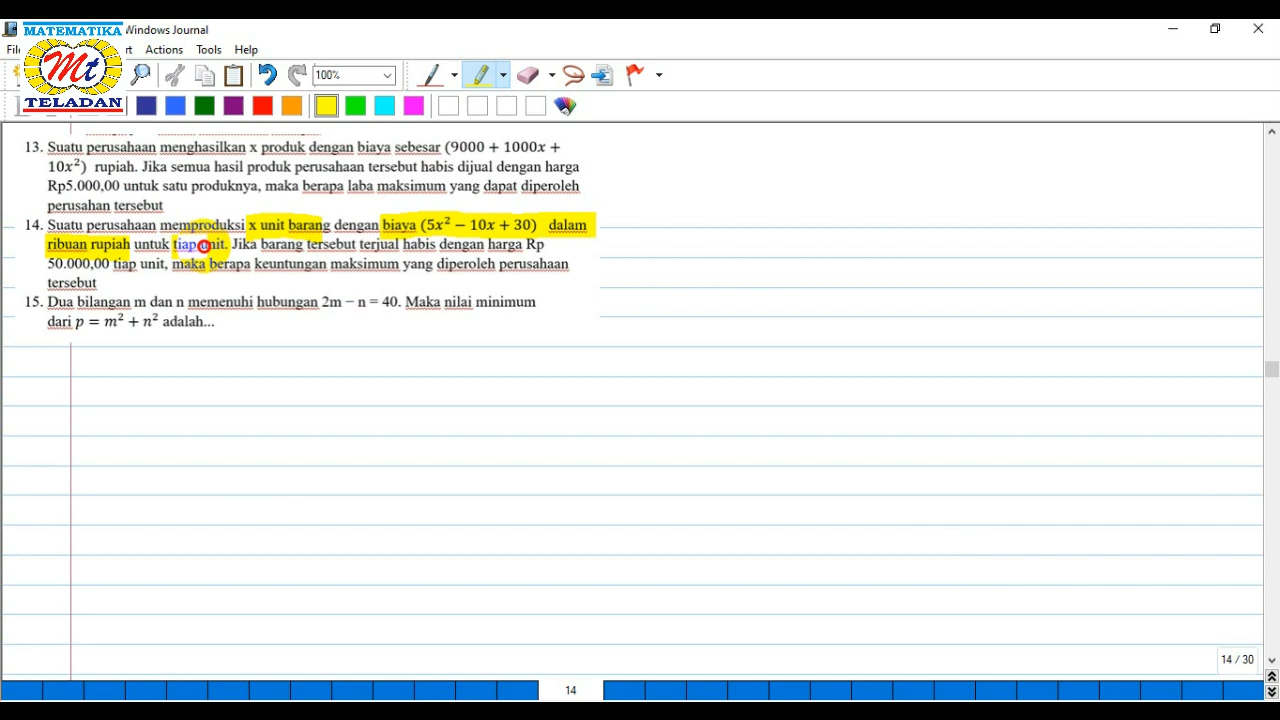 MATEMATIKA
Mt
TELADAN
Windows Journal
Actions Tools Help
100%
13. Suatu perusahaan menghasilkan x produk dengan biaya sebesar (9000 + 1000x +
10x²) rupiah. Jika semua hasil produk perusahaan tersebut habis dijual dengan harga
Rp5.000,00 untuk satu produknya, maka berapa laba maksimum yang dapat diperoleh
perusahan tersebut
14. Suatu perusahaan memproduksi x unit barang dengan biaya (5x² − 10x + 30) dalam
ribuan rupiah untuk tiap unit. Jika barang tersebut terjual habis dengan harga Rp
50.000,00 tiap unit, maka berapa keuntungan maksimum yang diperoleh perusahaan
tersebut
15. Dua bilangan m dan n memenuhi hubungan 2m − n = 40. Maka nilai minimum
dari p = m² + n² adalah...
14 / 30
14